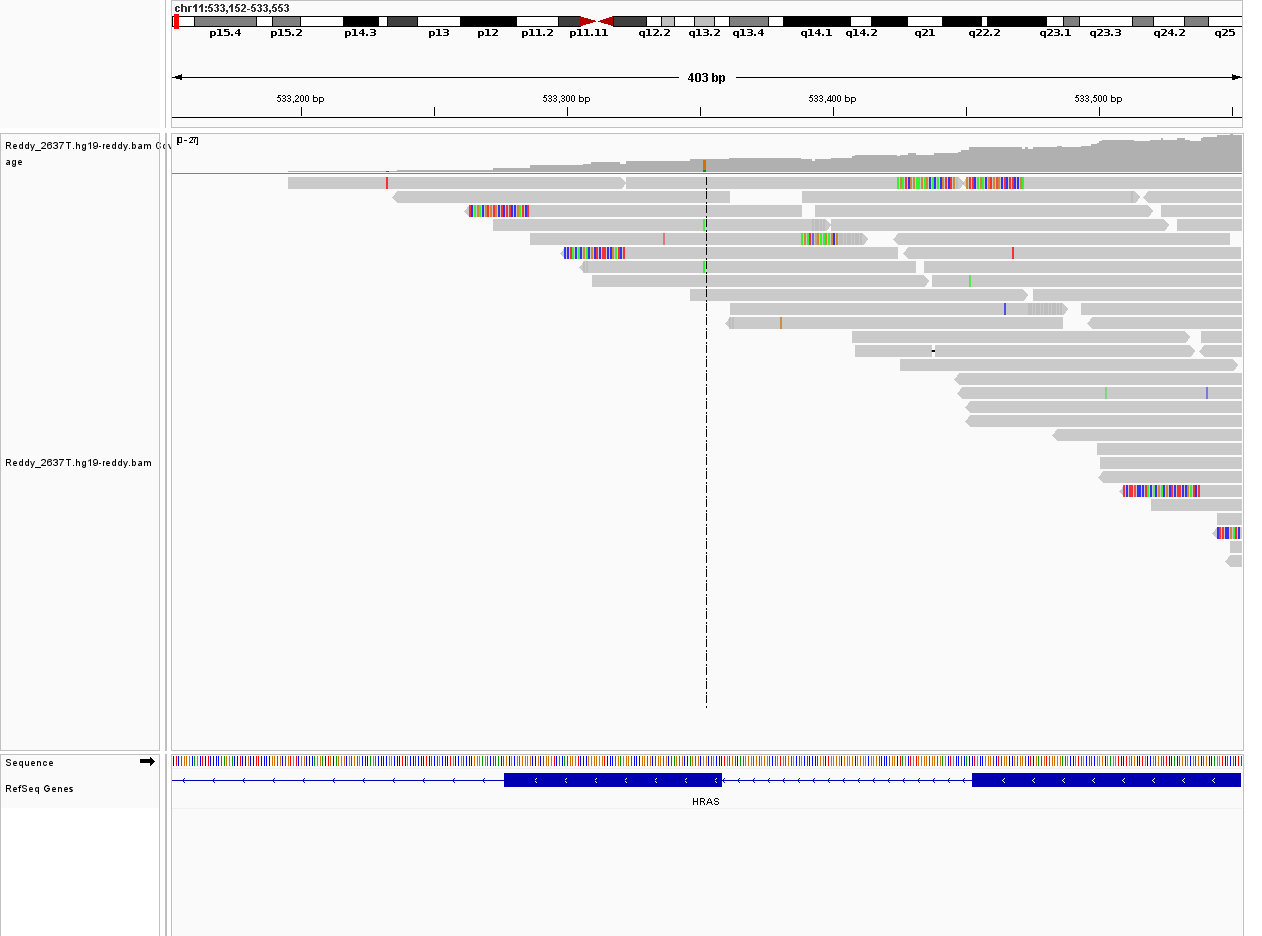 chr11:533,152-533,553
p15.4 p15.2 p14.3 p13 p12 p11.2 p11.11 q12.2 q13.2 q13.4 q14.1 q14.2 q21 q22.2 q23.1 q23.3 q24.2 q25
403 bp
533,200 bp 533,300 bp 533,400 bp 533,500 bp
[0 - 27]
Reddy_2637T.hg19-reddy.bam Cov
age
Reddy_2637T.hg19-reddy.bam
Sequence
RefSeq Genes
HRAS